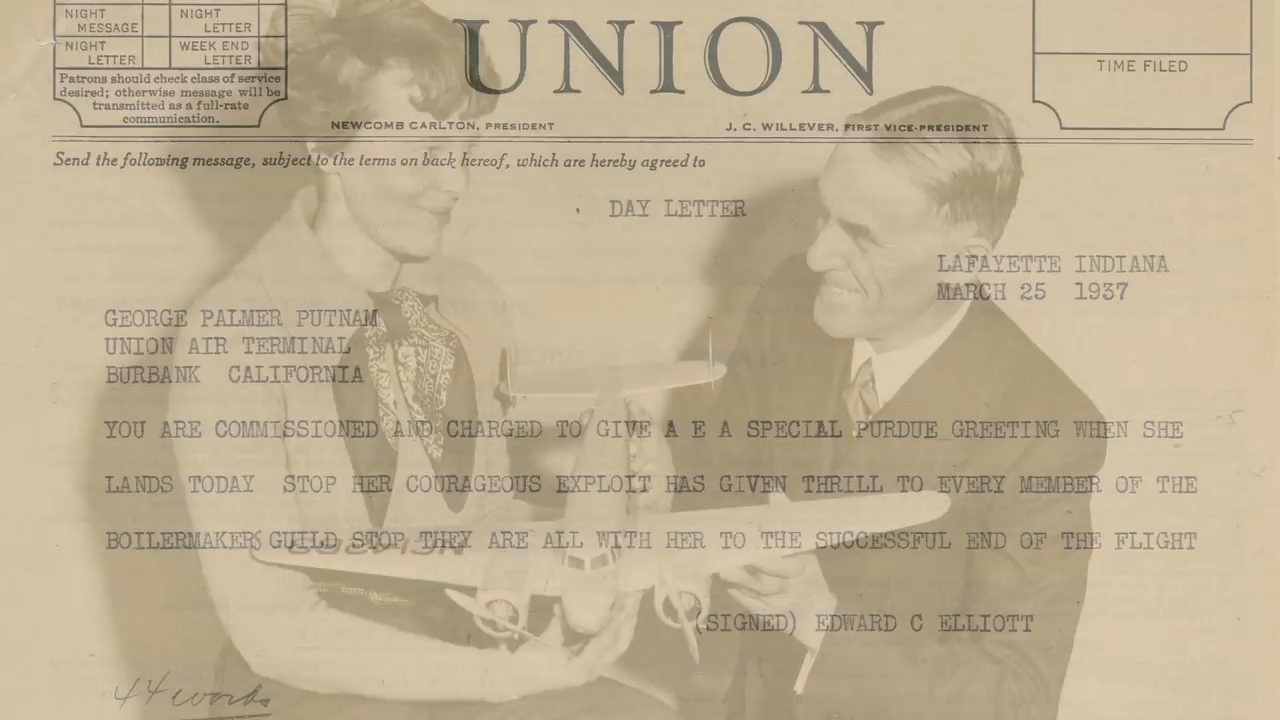 NIGHT MESSAGE
NIGHT LETTER
UNION
NIGHT LETTER
WEEK END LETTER
TIME FILED
Patrons should check class of service
desired; otherwise message will be
transmitted as a full-rate
communication.
NEWCOMB CARLTON, PRESIDENT
J. C. WILLEVER, FIRST VICE-PRESIDENT
Send the following message, subject to the terms on back hereof, which are hereby agreed to
DAY LETTER
LAFAYETTE INDIANA
MARCH 25 1937
GEORGE PALMER PUTNAM
UNION AIR TERMINAL
BURBANK CALIFORNIA
YOU ARE COMMISSIONED AND CHARGED TO GIVE A E A SPECIAL PURDUE GREETING WHEN SHE
LANDS TODAY STOP HER COURAGEOUS EXPLOIT HAS GIVEN THRILL TO EVERY MEMBER OF THE
BOILERMAKER GUILD STOP THEY ARE ALL WITH HER TO THE SUCCESSFUL END OF THE FLIGHT
(SIGNED) EDWARD C ELLIOTT
44 words